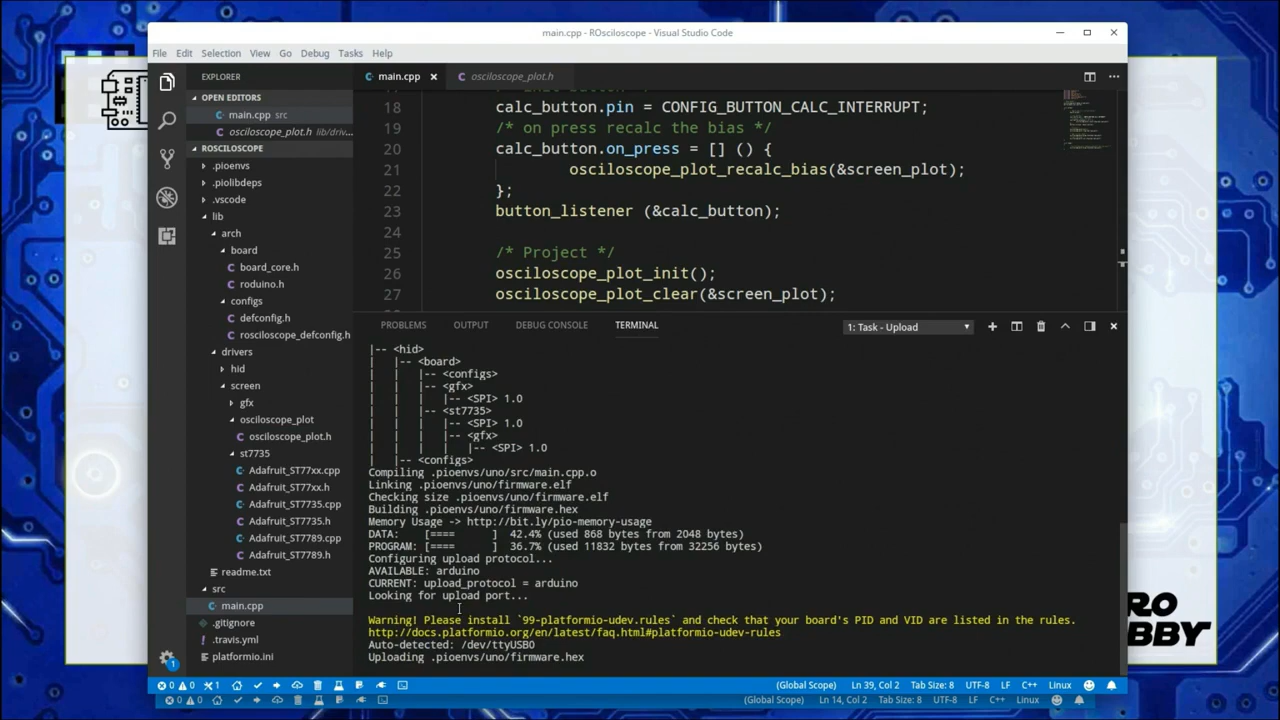 main.cpp - ROsciloscope - Visual Studio Code
File Edit Selection View Go Debug Tasks Help
EXPLORER
OPEN EDITORS
main.cpp src
osciloscope_plot.h lib/driv...
ROSCILOSCOPE
.pioenvs
.piolibdeps
.vscode
lib
arch
board
board_core.h
roduino.h
configs
defconfig.h
rosciloscope_defconfig.h
drivers
hid
screen
gfx
osciloscope_plot
osciloscope_plot.h
st7735
Adafruit_ST77xx.cpp
Adafruit_ST77xx.h
Adafruit_ST7735.cpp
Adafruit_ST7735.h
Adafruit_ST7789.cpp
Adafruit_ST7789.h
readme.txt
src
main.cpp
.gitignore
.travis.yml
platformio.ini
1
main.cpp osciloscope_plot.h
18 calc_button.pin = CONFIG_BUTTON_CALC_INTERRUPT;
19 /* on press recalc the bias */
20 calc_button.on_press = [] () {
21 osciloscope_plot_recalc_bias(&screen_plot);
22 };
23 button_listener (&calc_button);
24
25 /* Project */
26 osciloscope_plot_init();
27 osciloscope_plot_clear(&screen_plot);
PROBLEMS OUTPUT DEBUG CONSOLE TERMINAL 1: Task - Upload
|-- <hid>
| |-- <board>
| | |-- <configs>
| | |-- <gfx>
| | | |-- <SPI> 1.0
| | |-- <st7735>
| | | |-- <SPI> 1.0
| | | |-- <gfx>
| | | | |-- <SPI> 1.0
| |-- <configs>
Compiling .pioenvs/uno/src/main.cpp.o
Linking .pioenvs/uno/firmware.elf
Checking size .pioenvs/uno/firmware.elf
Building .pioenvs/uno/firmware.hex
Memory Usage -> http://bit.ly/pio-memory-usage
DATA: [==== ] 42.4% (used 868 bytes from 2048 bytes)
PROGRAM: [==== ] 36.7% (used 11832 bytes from 32256 bytes)
Configuring upload protocol...
AVAILABLE: arduino
CURRENT: upload_protocol = arduino
Looking for upload port...
Warning! Please install `99-platformio-udev.rules` and check that your board's PID and VID are listed in the rules.
http://docs.platformio.org/en/latest/faq.html#platformio-udev-rules
Auto-detected: /dev/ttyUSB0
Uploading .pioenvs/uno/firmware.hex
0 0 1 (Global Scope) Ln 39, Col 2 Tab Size: 8 UTF-8 LF C++ Linux
0 0 (Global Scope) Ln 14, Col 2 Tab Size: 8 UTF-8 LF C++ Linux